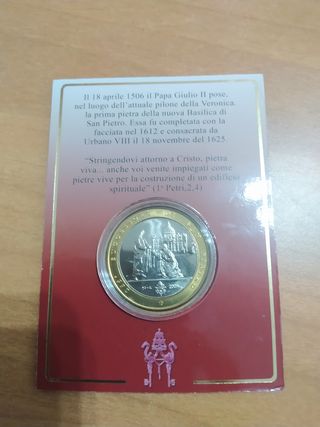 Il 18 aprile 1506 il Papa Giulio II pose,
nel luogo dell'attuale pilone della Veronica,
la prima pietra della nuova Basilica di
San Pietro. Essa fu completata con la
facciata nel 1612 e consacrata da
Urbano VIII il 18 novembre del 1625.
"Stringendovi attorno a Cristo, pietra
viva... anche voi venite impiegati come
pietre vive per la costruzione di un edificio
spirituale" (1ª Petri,2,4)